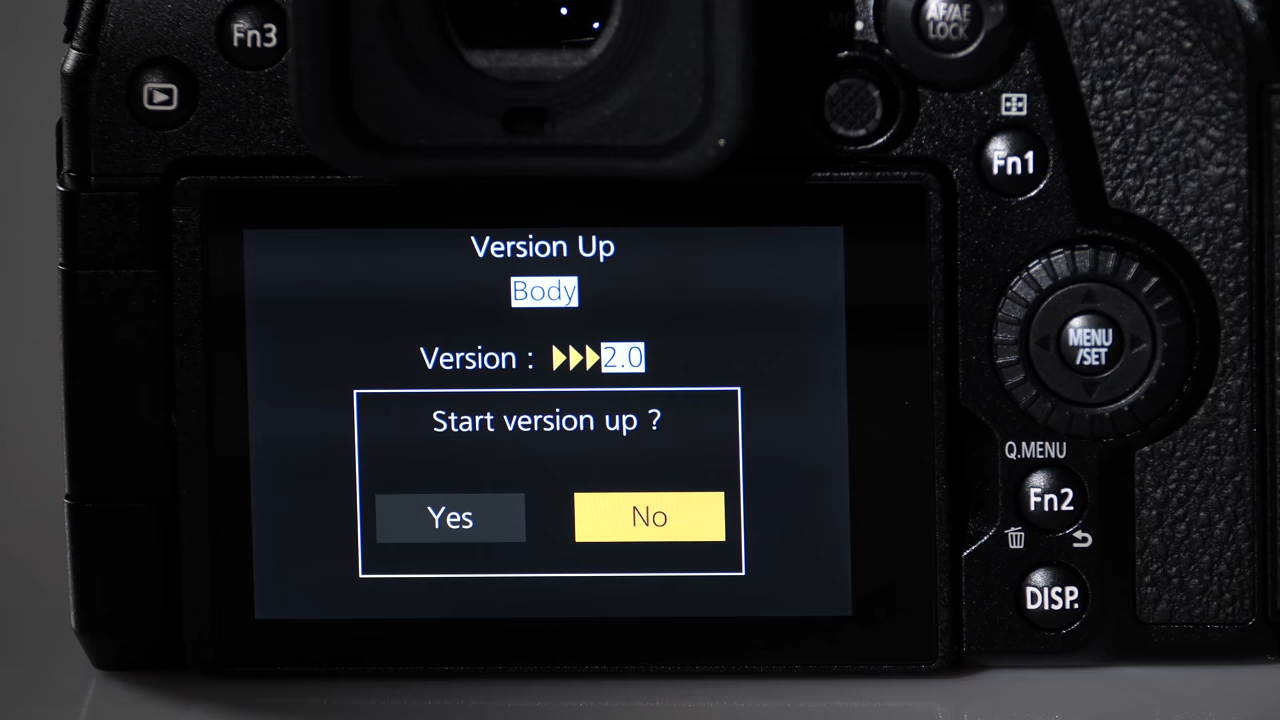 Fn3
AF/AE
LOCK
Fn1
Version Up
Body
Version : 2.0
MENU
/SET
Start version up ?
Q.MENU
Yes No
Fn2
DISP.